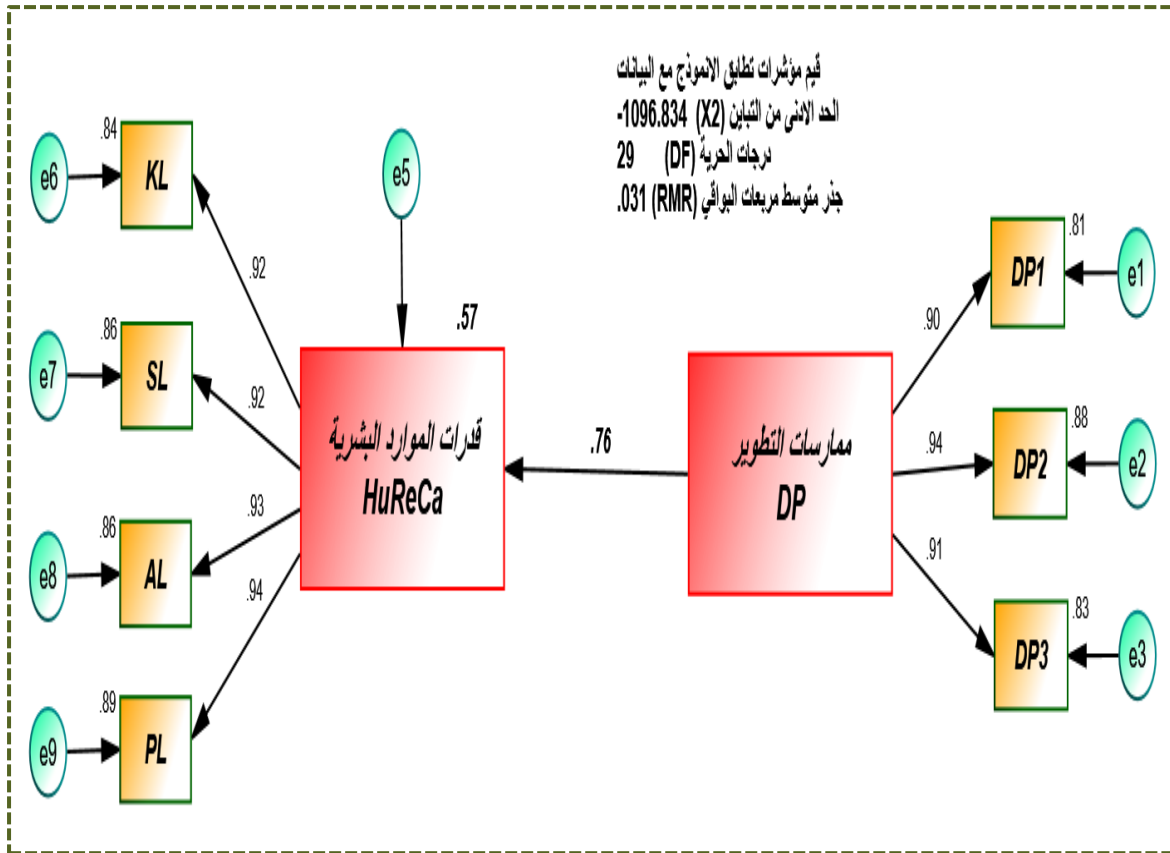 قيم مؤشرات تطابق الانموذج مع البيانات
الحد الادنى من التباين (X2) 1096.834-
درجات الحرية (DF) 29
جذر متوسط مربعات البواقي (RMR) .031
e6
.84
KL
e5
.92
e7
.86
SL
.92
.57
قدرات الموارد البشرية
HuReCa
e8
.86
AL
.93
e9
.89
PL
.94
.76
ممارسات التطوير
DP
.90
DP1
.81
e1
.94
DP2
.88
e2
.91
DP3
.83
e3